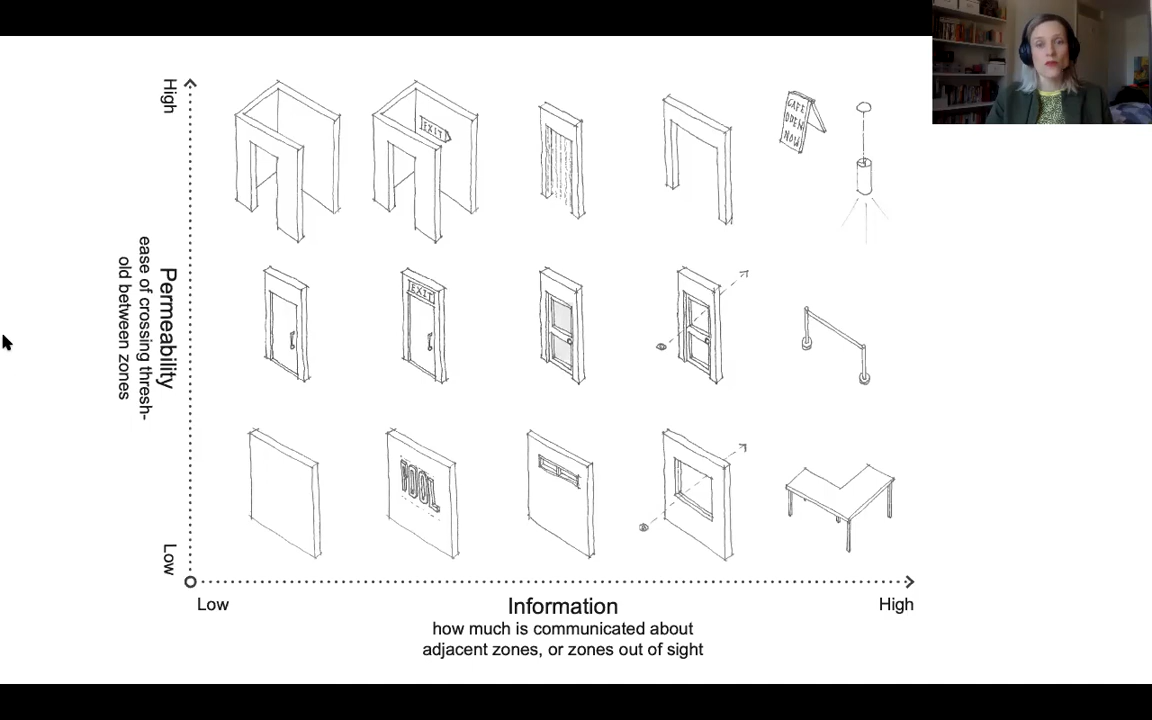 High
EXIT
CAFE
OPEN
NOW
Permeability
ease of crossing thresh-
old between zones
EXIT
POOL
Low
Low
Information
High
how much is communicated about
adjacent zones, or zones out of sight